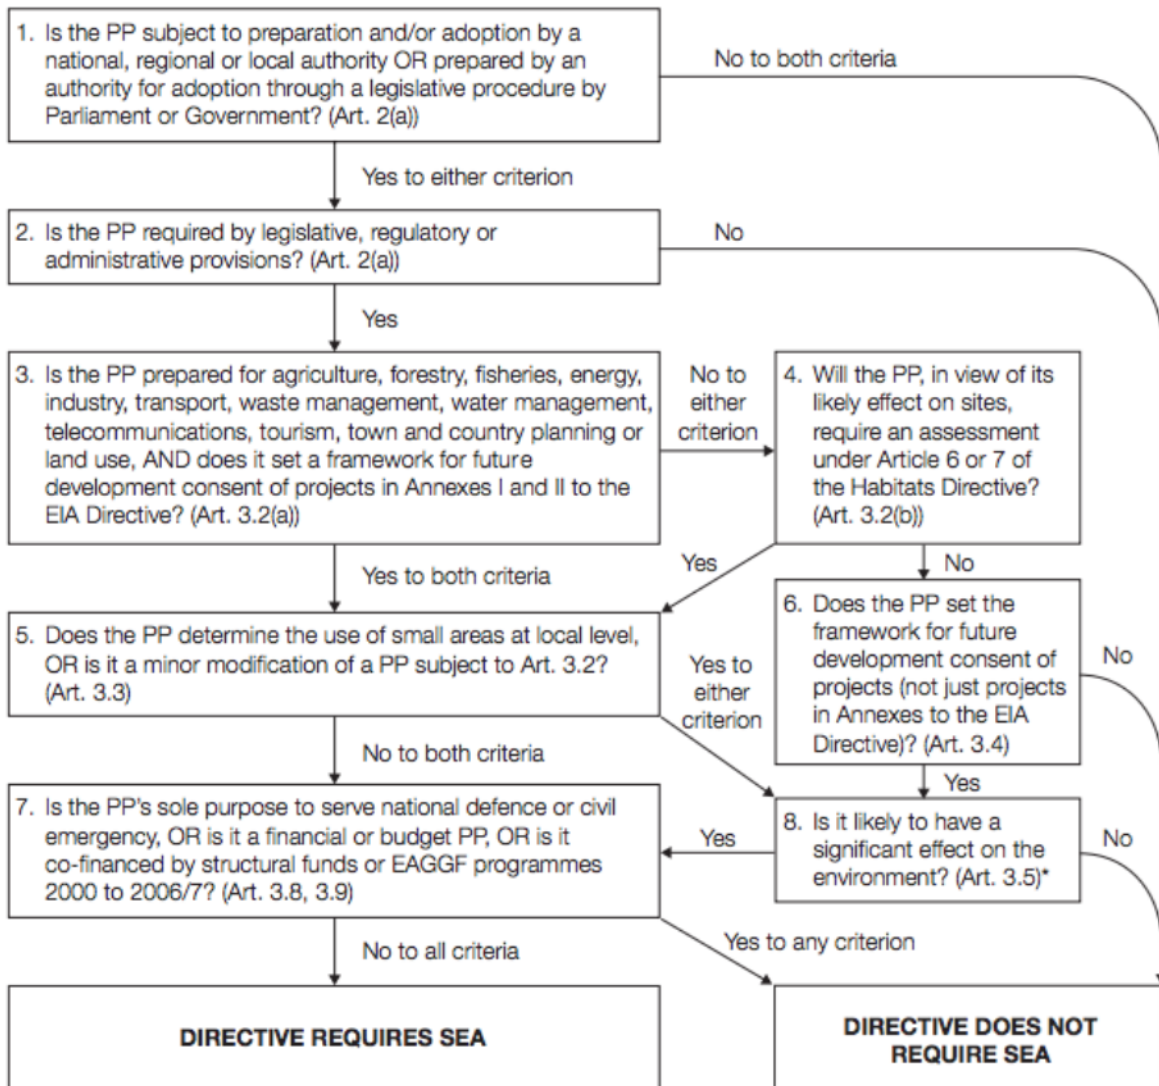 1. Is the PP subject to preparation and/or adoption by a
national, regional or local authority OR prepared by an
authority for adoption through a legislative procedure by
Parliament or Government? (Art. 2(a))
No to both criteria
Yes to either criterion
2. Is the PP required by legislative, regulatory or
administrative provisions? (Art. 2(a))
No
Yes
3. Is the PP prepared for agriculture, forestry, fisheries, energy,
industry, transport, waste management, water management,
telecommunications, tourism, town and country planning or
land use, AND does it set a framework for future
development consent of projects in Annexes I and II to the
EIA Directive? (Art. 3.2(a))
No to
either
criterion
4. Will the PP, in view of its
likely effect on sites,
require an assessment
under Article 6 or 7 of
the Habitats Directive?
(Art. 3.2(b))
Yes to both criteria
Yes
No
5. Does the PP determine the use of small areas at local level,
OR is it a minor modification of a PP subject to Art. 3.2?
(Art. 3.3)
Yes to
either
criterion
6. Does the PP set the
framework for future
development consent of
projects (not just projects
in Annexes to the EIA
Directive)? (Art. 3.4)
No
No to both criteria
Yes
7. Is the PP's sole purpose to serve national defence or civil
emergency, OR is it a financial or budget PP, OR is it
co-financed by structural funds or EAGGF programmes
2000 to 2006/7? (Art. 3.8, 3.9)
Yes
8. Is it likely to have a
significant effect on the
environment? (Art. 3.5)*
No
No to all criteria
Yes to any criterion
DIRECTIVE REQUIRES SEA
DIRECTIVE DOES NOT
REQUIRE SEA